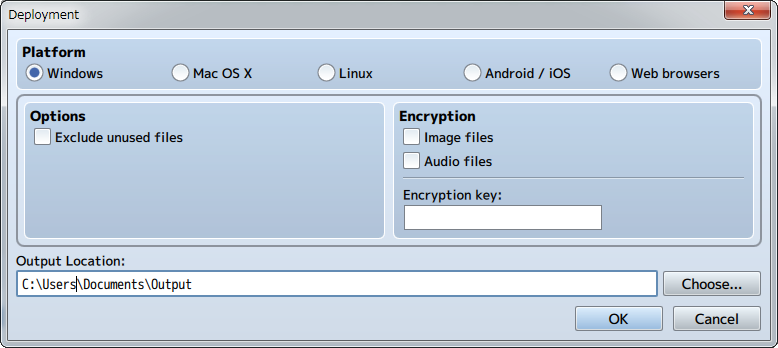 Deployment
Platform
Windows Mac OS X Linux Android / iOS Web browsers
Options
Exclude unused files
Encryption
Image files
Audio files
Encryption key:
Output Location:
C:\Users\Documents\Output
Choose...
OK Cancel